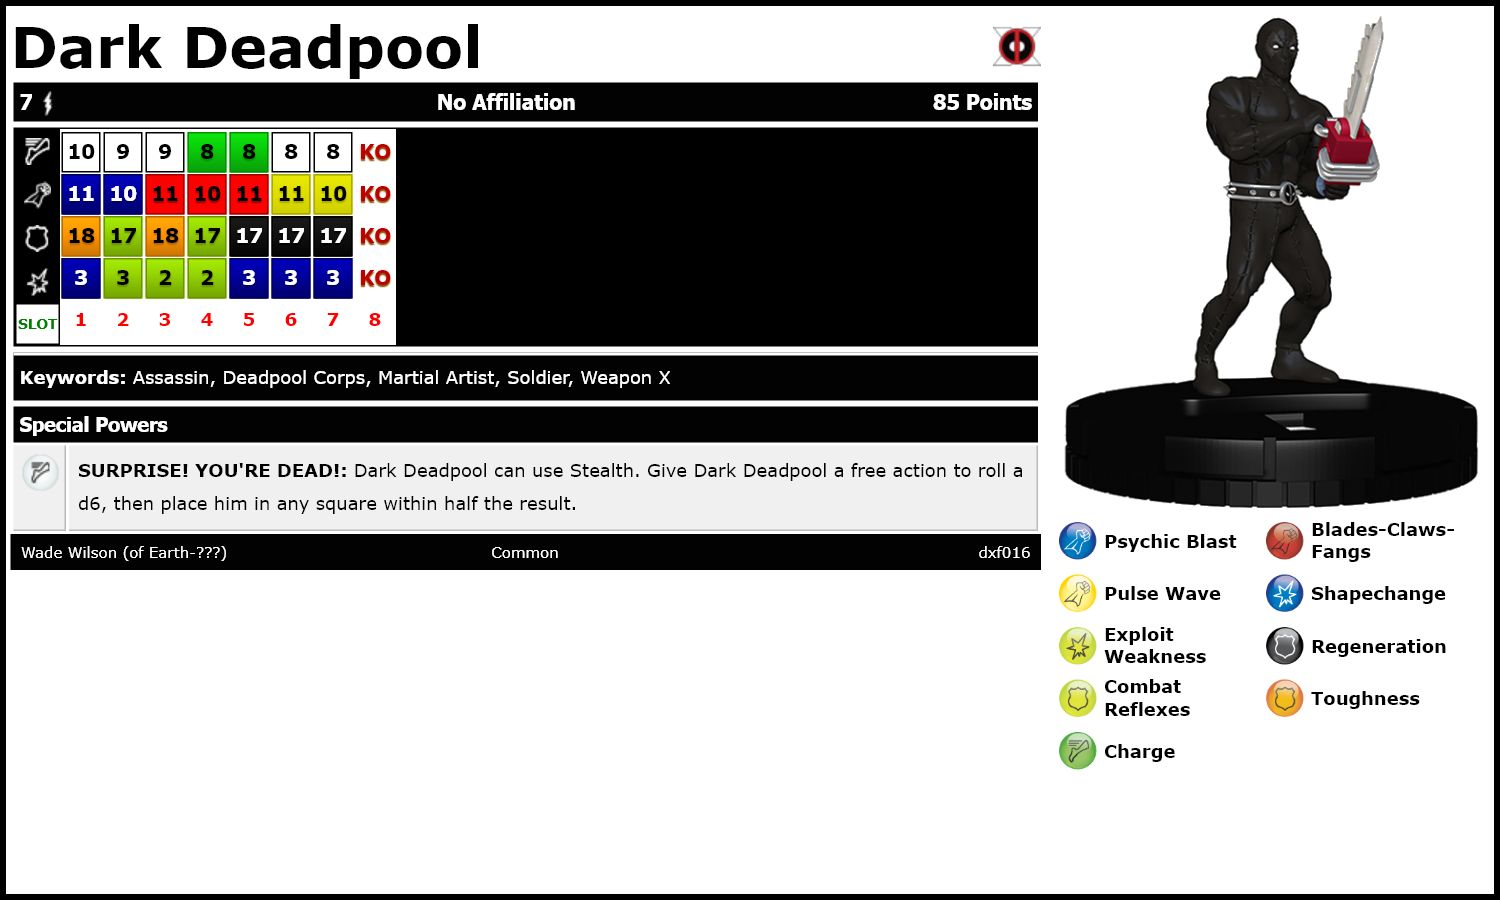 Dark Deadpool
7 No Affiliation 85 Points
10 9 9 8 8 8 8 KO
11 10 11 10 11 11 10 KO
18 17 18 17 17 17 17 KO
3 3 2 2 3 3 3 KO
SLOT 1 2 3 4 5 6 7 8
Keywords: Assassin, Deadpool Corps, Martial Artist, Soldier, Weapon X
Special Powers
SURPRISE! YOU'RE DEAD!: Dark Deadpool can use Stealth. Give Dark Deadpool a free action to roll a
d6, then place him in any square within half the result.
Wade Wilson (of Earth-???) Common dxf016
Psychic Blast
Blades-Claws-
Fangs
Pulse Wave
Shapechange
Exploit
Weakness
Regeneration
Combat
Reflexes
Toughness
Charge